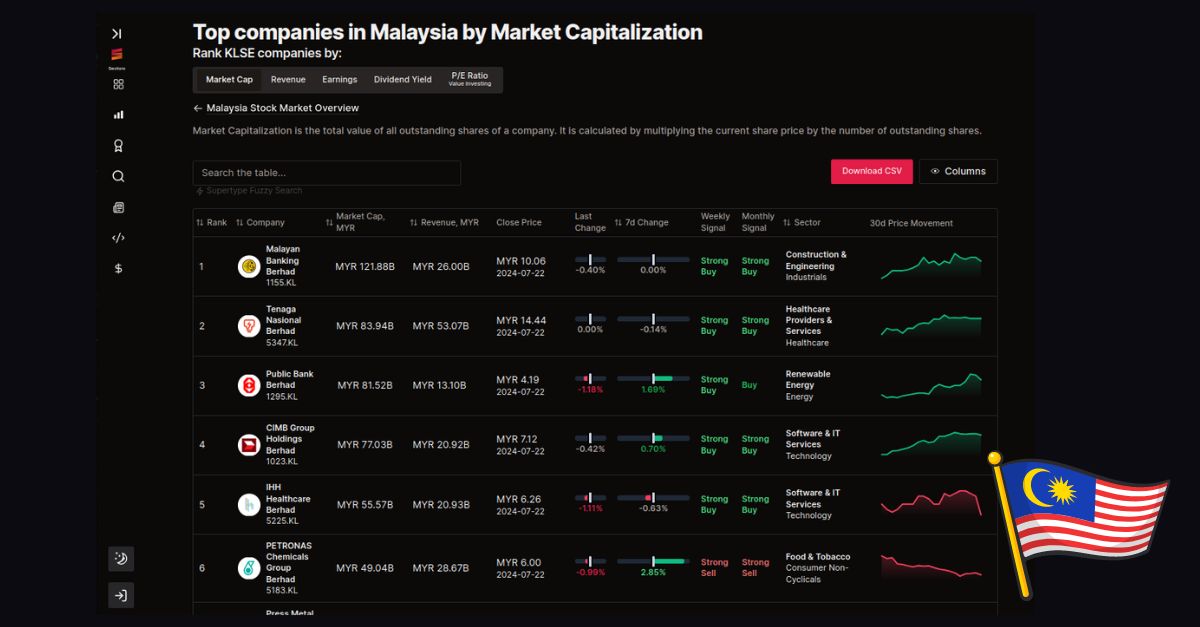 Top companies in Malaysia by Market Capitalization
Rank KLSE companies by:
Market Cap Revenue Earnings Dividend Yield P/E Ratio
Value Investing
← Malaysia Stock Market Overview
Market Capitalization is the total value of all outstanding shares of a company. It is calculated by multiplying the current share price by the number of outstanding shares.
Search the table...
Download CSV
Columns
Supertype Fuzzy Search
Rank Company Market Cap, MYR Revenue, MYR Close Price Last Change 7d Change Weekly Signal Monthly Signal Sector 30d Price Movement
1
Malayan
Banking
Berhad
1155.KL
MYR 121.88B MYR 26.00B
MYR 10.06
2024-07-22
-0.40% 0.00%
Strong
Buy
Strong
Buy
Construction &
Engineering
Industrials
2
Tenaga
Nasional
Berhad
5347.KL
MYR 83.94B MYR 53.07B
MYR 14.44
2024-07-22
0.00% -0.14%
Strong
Buy
Strong
Buy
Healthcare
Providers &
Services
Healthcare
3
Public Bank
Berhad
1295.KL
MYR 81.52B MYR 13.10B
MYR 4.19
2024-07-22
-1.18% 1.69%
Strong
Buy
Buy
Renewable
Energy
Energy
4
CIMB Group
Holdings
Berhad
1023.KL
MYR 77.03B MYR 20.92B
MYR 7.12
2024-07-22
-0.42% 0.70%
Strong
Buy
Strong
Buy
Software & IT
Services
Technology
5
IHH
Healthcare
Berhad
5225.KL
MYR 55.57B MYR 20.93B
MYR 6.26
2024-07-22
-1.11% -0.63%
Strong
Buy
Strong
Buy
Software & IT
Services
Technology
6
PETRONAS
Chemicals
Group
Berhad
5183.KL
MYR 49.04B MYR 28.67B
MYR 6.00
2024-07-22
-0.99% 2.85%
Strong
Sell
Strong
Sell
Food & Tobacco
Consumer Non-
Cyclicals
Press Metal